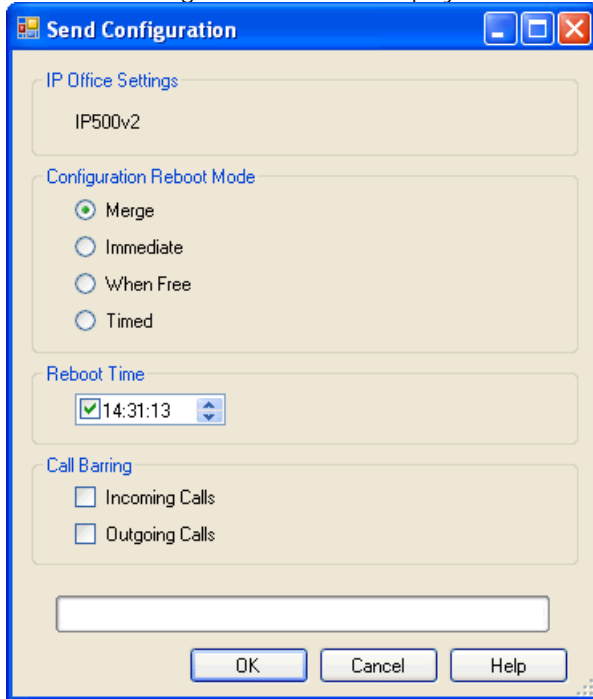 Send Configuration
IP Office Settings
IP500v2
Configuration Reboot Mode
Merge
Immediate
When Free
Timed
Reboot Time
14:31:13
Call Barring
Incoming Calls
Outgoing Calls
OK Cancel Help